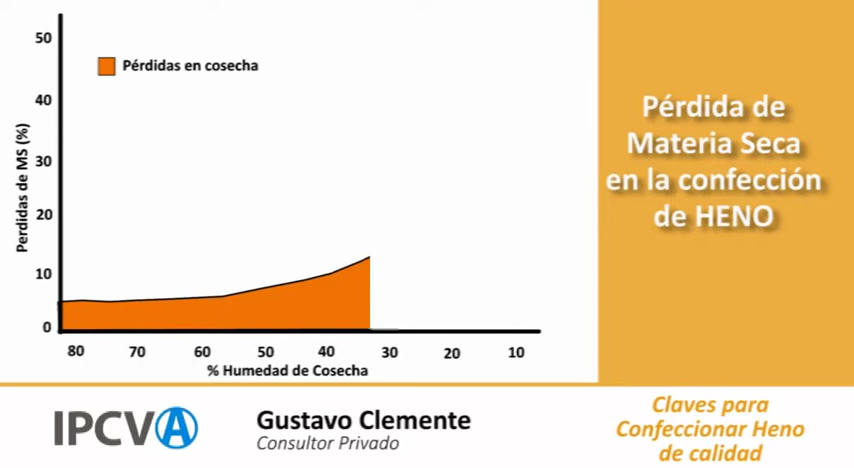 50
40
30
20
10
0
Perdidas de MS (%)
Pérdidas en cosecha
80 70 60 50 40 30 20 10
% Humedad de Cosecha
Pérdida de
Materia Seca
en la confección
de HENO
IPCVA
Gustavo Clemente
Consultor Privado
Claves para
Confeccionar Heno
de calidad